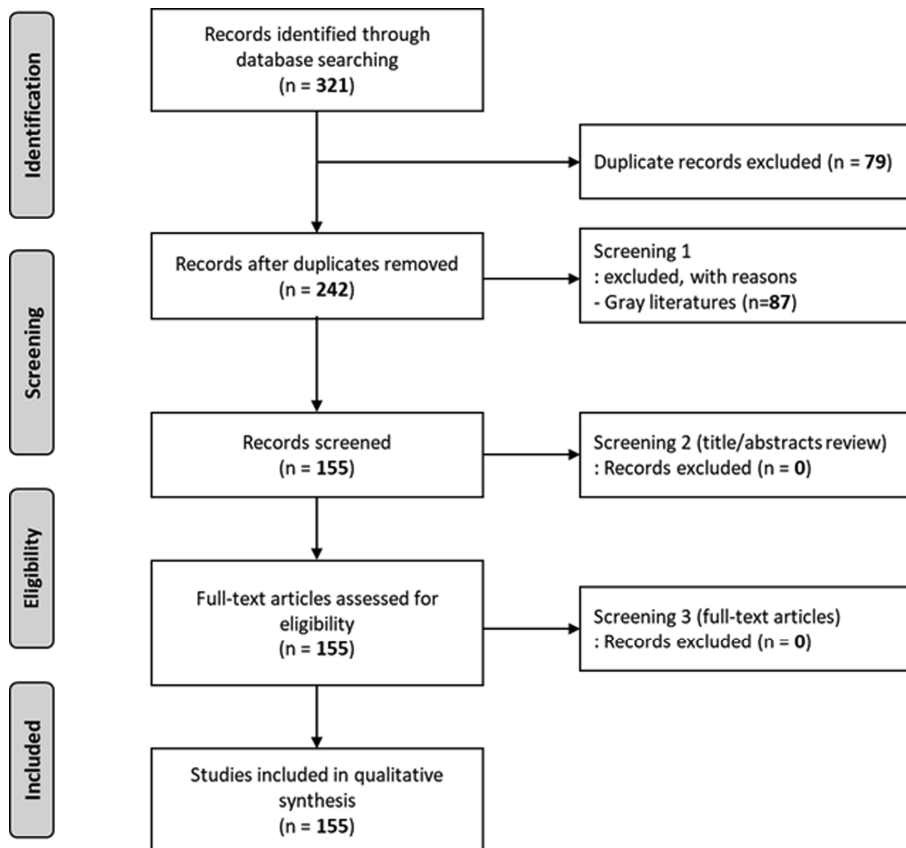 Identification
Records identified through
database searching
(n = 321)
Duplicate records excluded (n = 79)
Screening
Records after duplicates removed
(n = 242)
Screening 1
: excluded, with reasons
- Gray literatures (n=87)
Records screened
(n = 155)
Screening 2 (title/abstracts review)
: Records excluded (n = 0)
Eligibility
Full-text articles assessed for
eligibility
(n = 155)
Screening 3 (full-text articles)
: Records excluded (n = 0)
Included
Studies included in qualitative
synthesis
(n = 155)